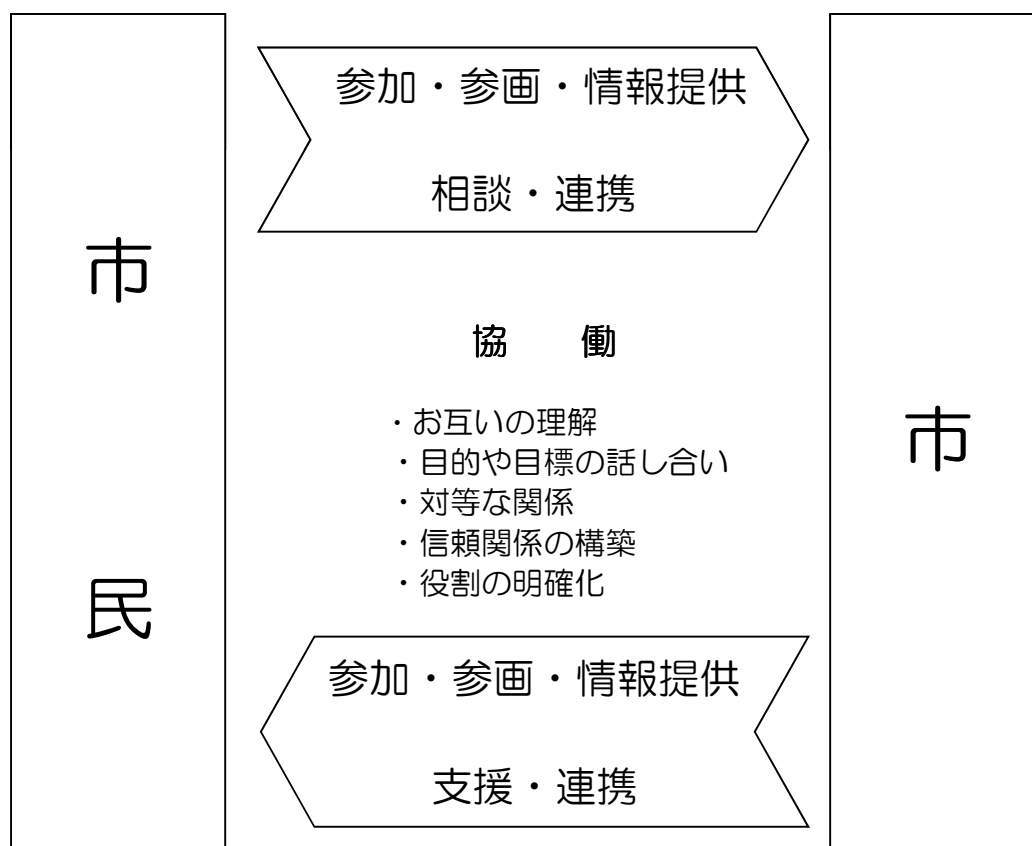 市民
参加・参画・情報提供
相談・連携
協　働
・お互いの理解
・目的や目標の話し合い
・対等な関係
・信頼関係の構築
・役割の明確化
参加・参画・情報提供
支援・連携
市